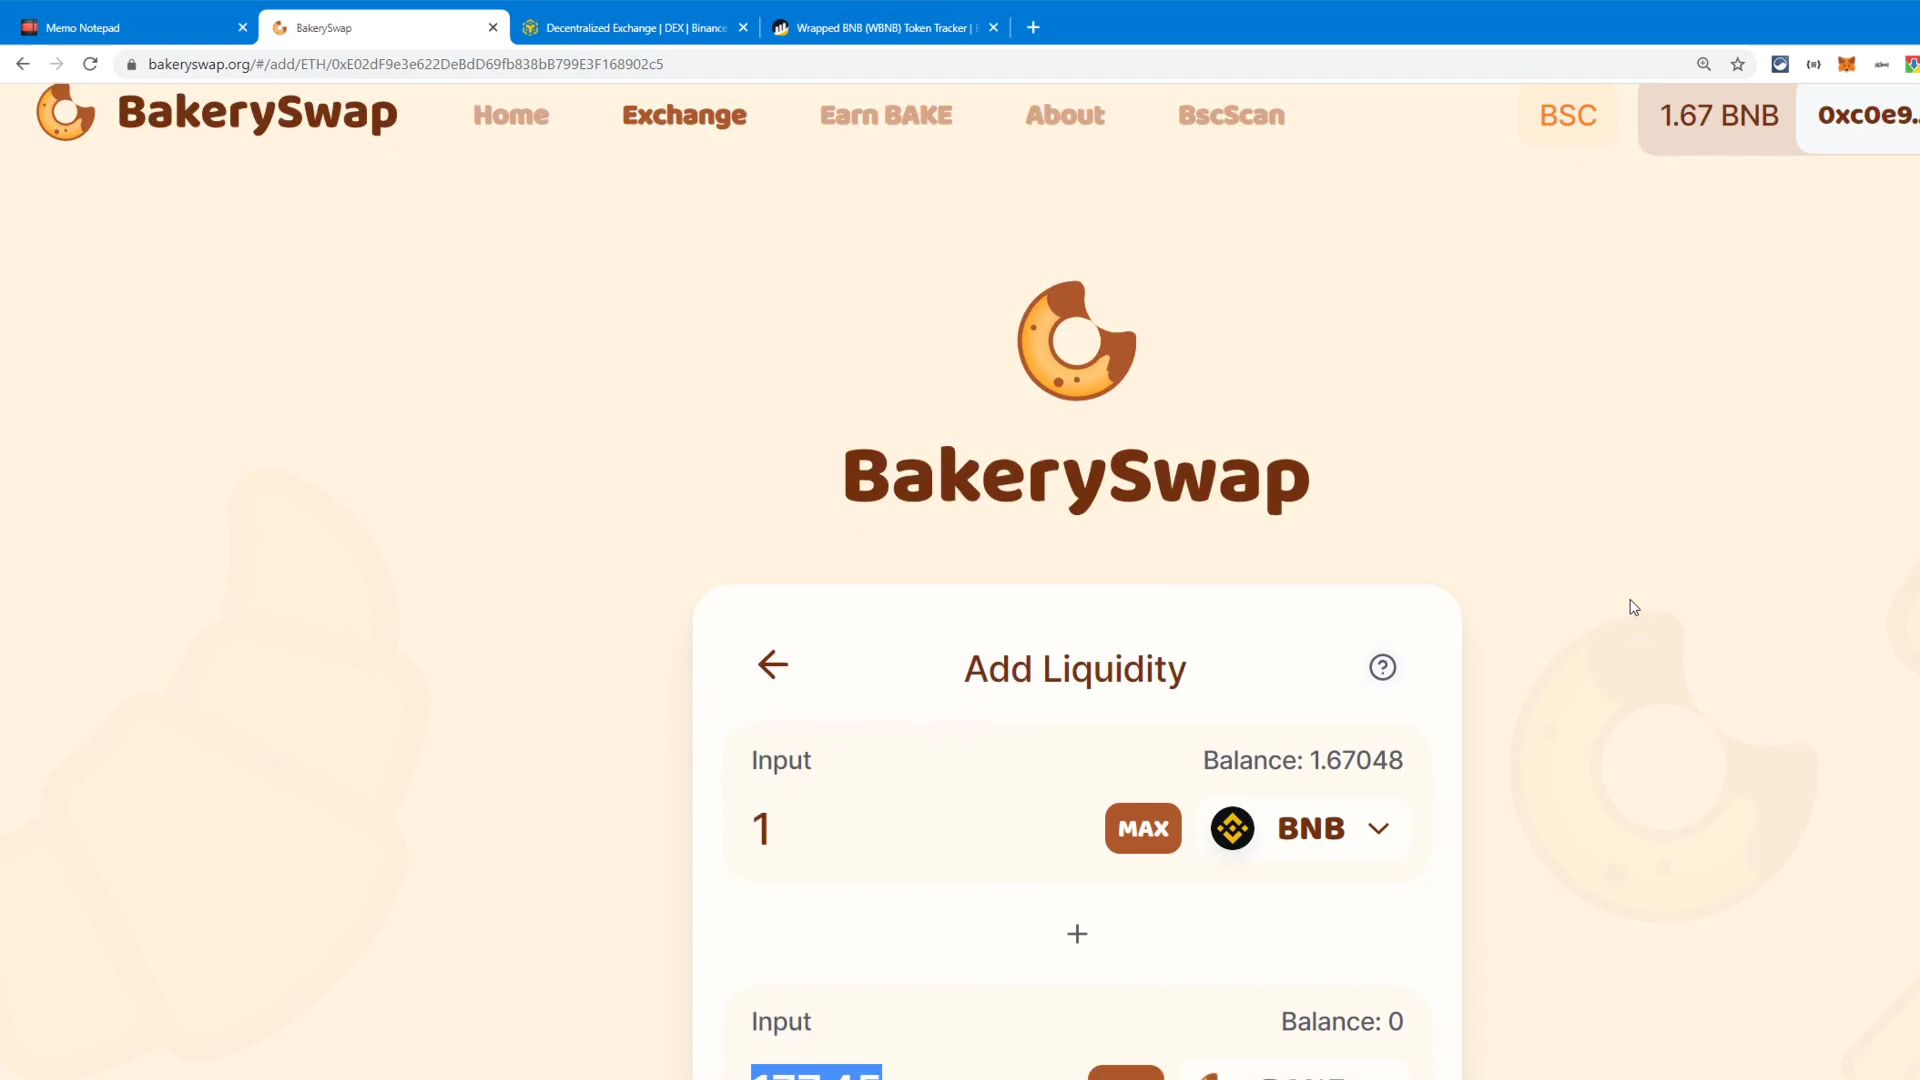 Memo Notepad
BakerySwap
Decentralized Exchange | DEX | Binance
Wrapped BNB (WBNB) Token Tracker |
bakeryswap.org/#/add/ETH/0xE02dF9e3e622DeBdD69fb838bB799E3F168902c5
BakerySwap
Home
Exchange
Earn BAKE
About
BscScan
BSC
1.67 BNB
0xc0e9..
BakerySwap
Add Liquidity
Input
Balance: 1.67048
1
MAX
BNB
Input
Balance: 0